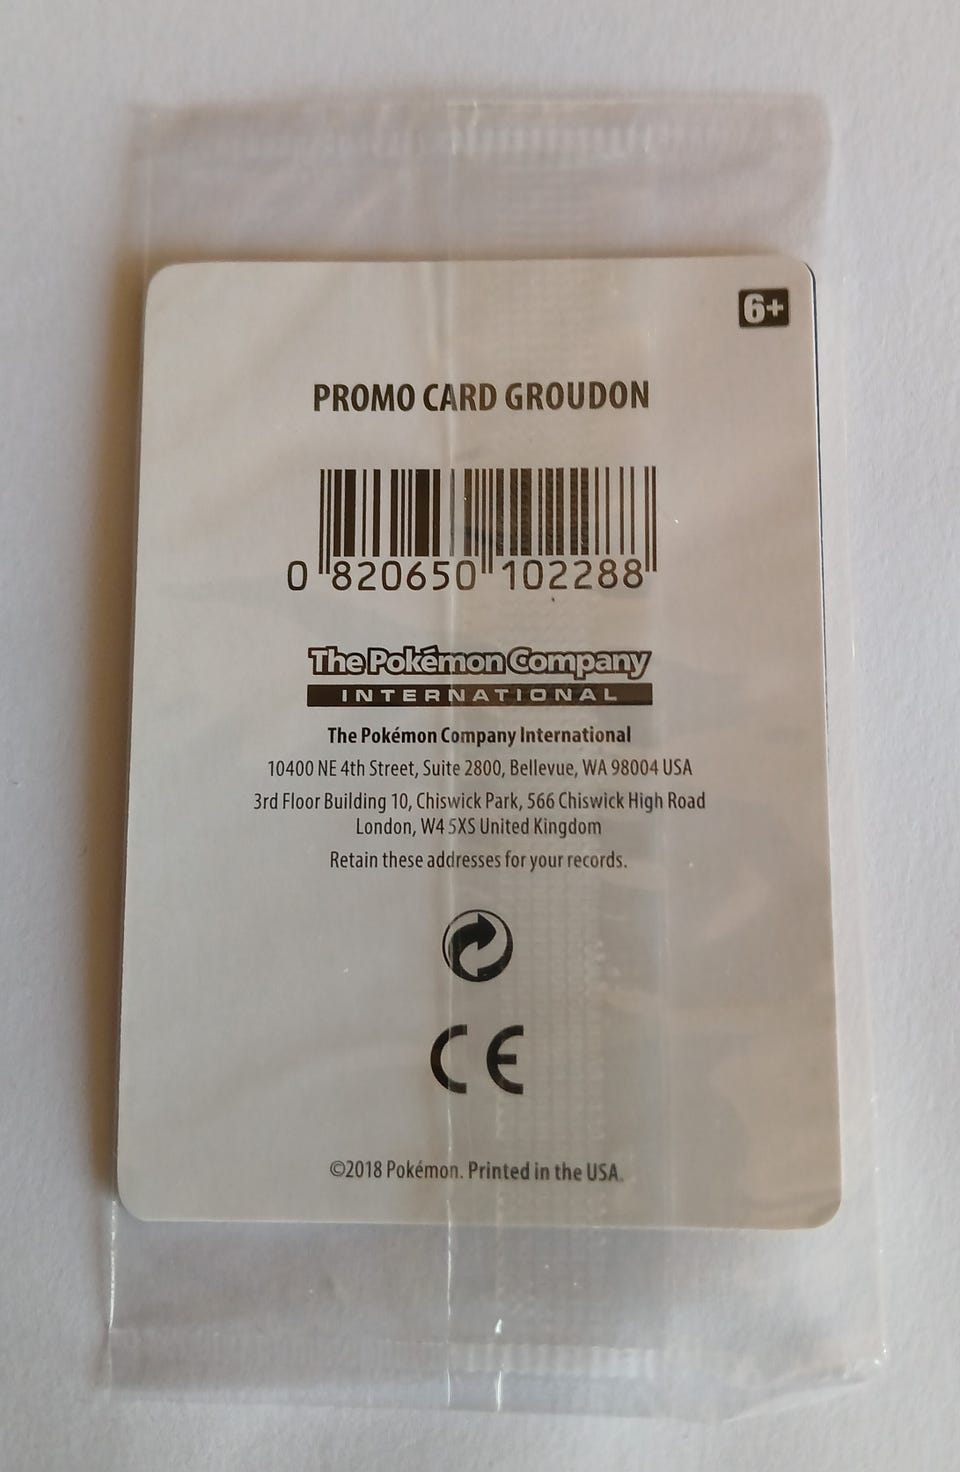 6+
PROMO CARD GROUDON
0 820650 102288
The Pokémon Company
INTERNATIONAL
The Pokémon Company International
10400 NE 4th Street, Suite 2800, Bellevue, WA 98004 USA
3rd Floor Building 10, Chiswick Park, 566 Chiswick High Road
London, W4 5XS United Kingdom
Retain these addresses for your records.
CE
©2018 Pokémon. Printed in the USA.